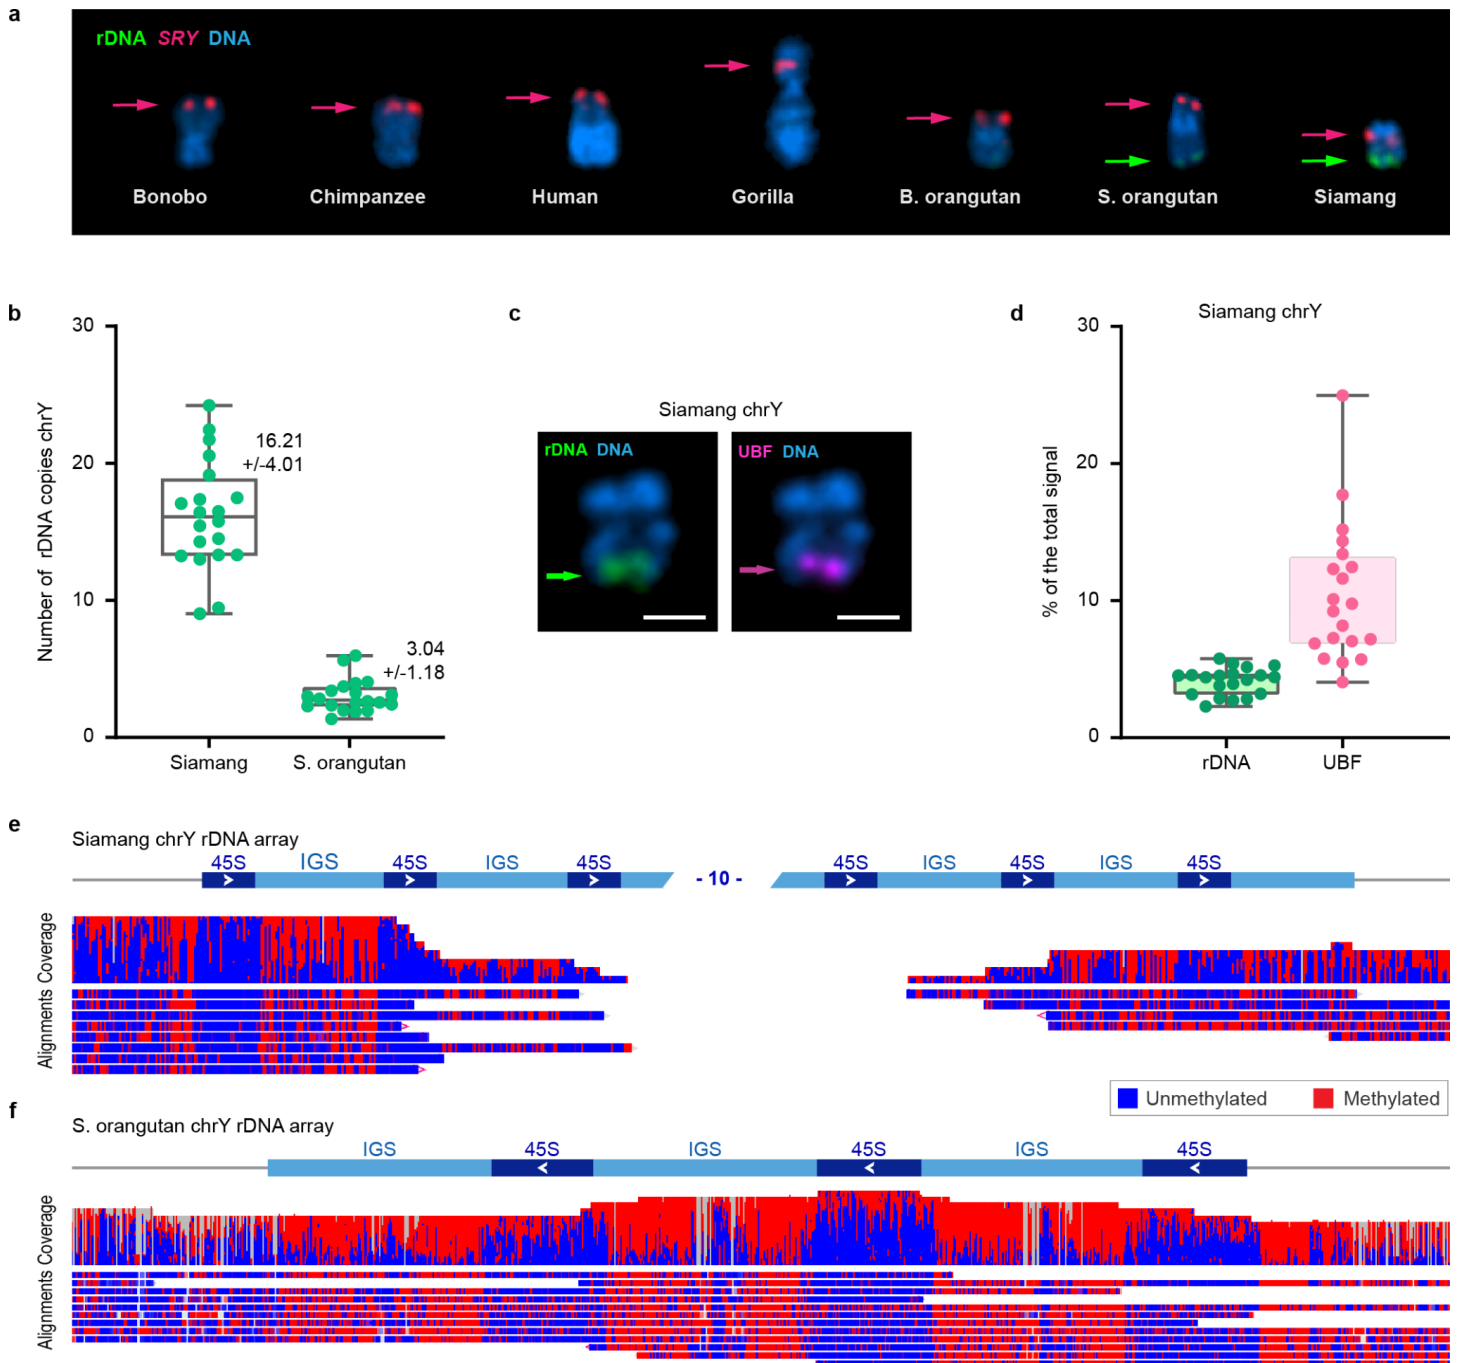 a
rDNA SRY DNA
Bonobo Chimpanzee Human Gorilla B. orangutan S. orangutan Siamang
b
30
20
10
0
Number of rDNA copies chrY
16.21
+/-4.01
3.04
+/-1.18
Siamang S. orangutan
c
Siamang chrY
rDNA DNA
UBF DNA
d
Siamang chrY
30
20
10
0
% of the total signal
rDNA UBF
e
Siamang chrY rDNA array
45S IGS 45S IGS 45S - 10 - 45S IGS 45S IGS 45S
Coverage
Alignments
Unmethylated Methylated
f
S. orangutan chrY rDNA array
IGS 45S IGS 45S IGS 45S
Coverage
Alignments